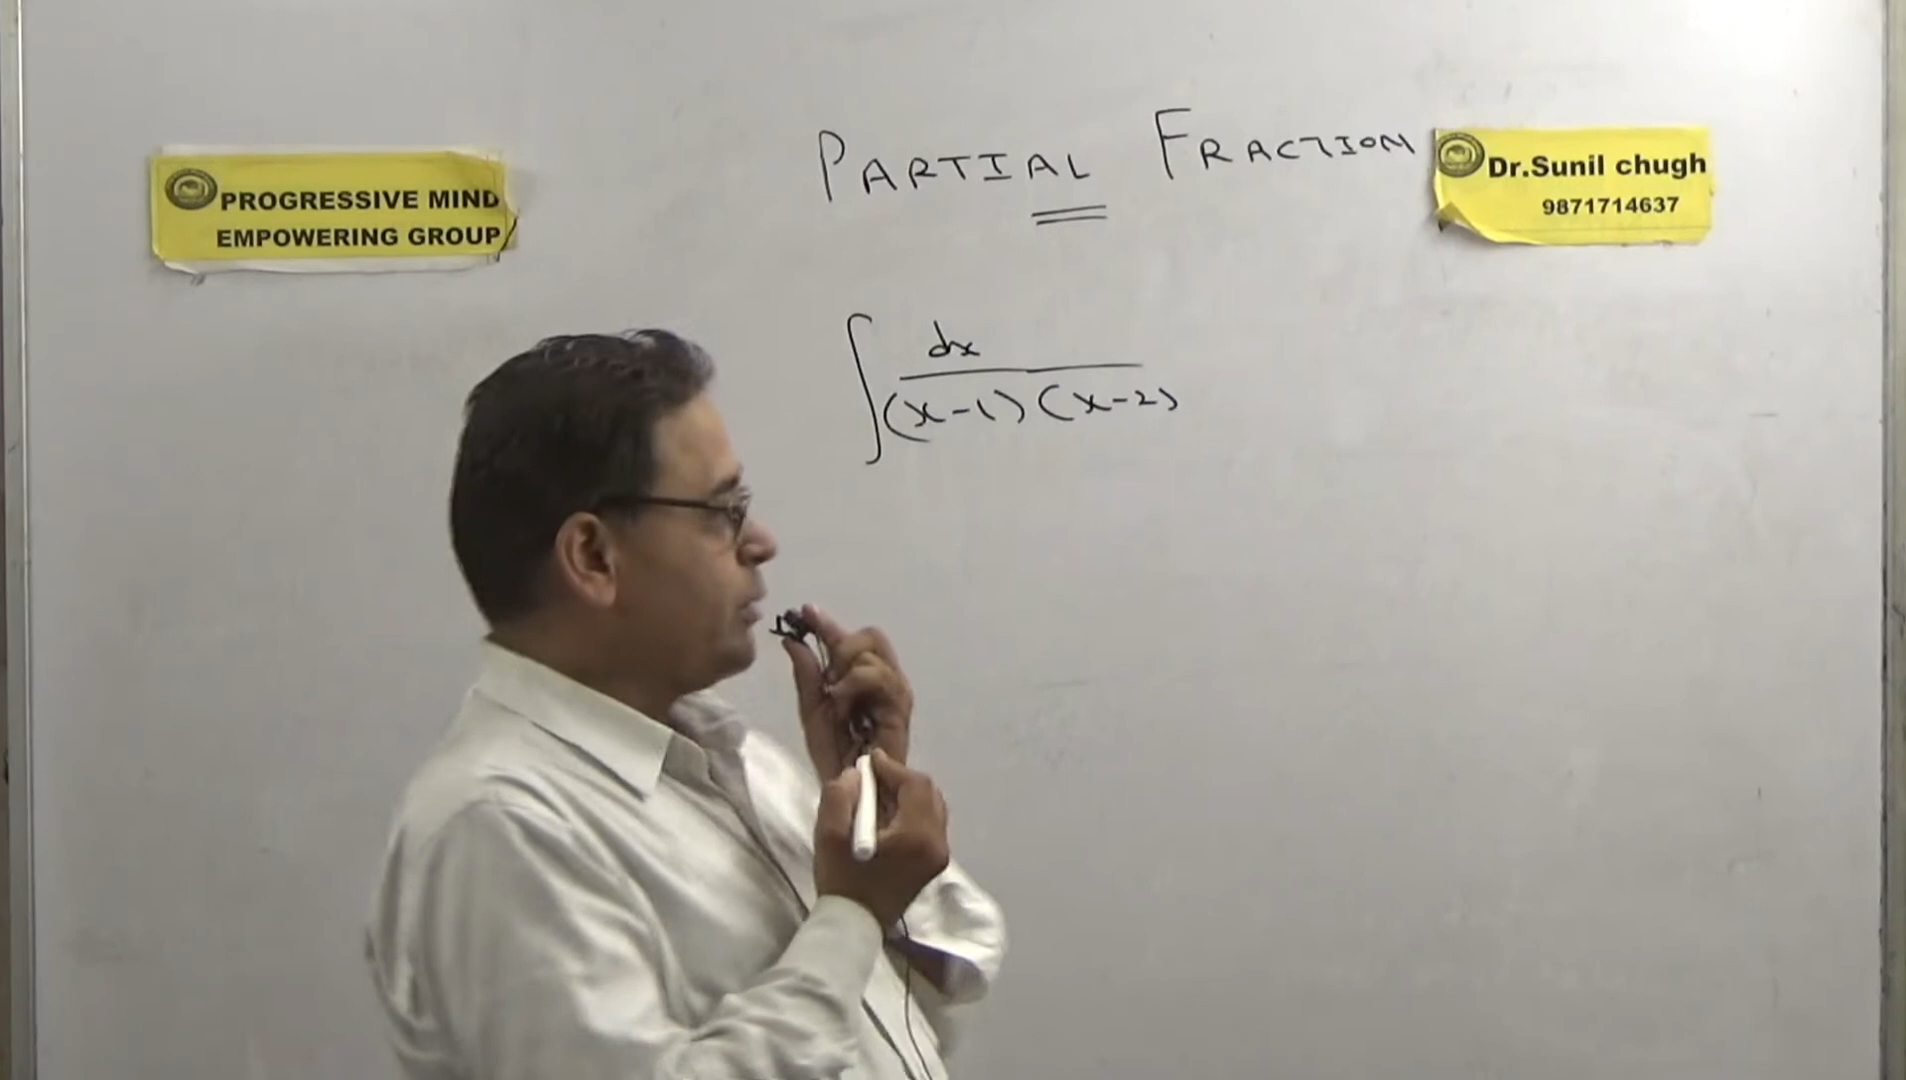 PARTIAL FRACTION
PROGRESSIVE MIND
EMPOWERING GROUP
Dr.Sunil chugh
9871714637
∫ dx
(x-1) (x-2)